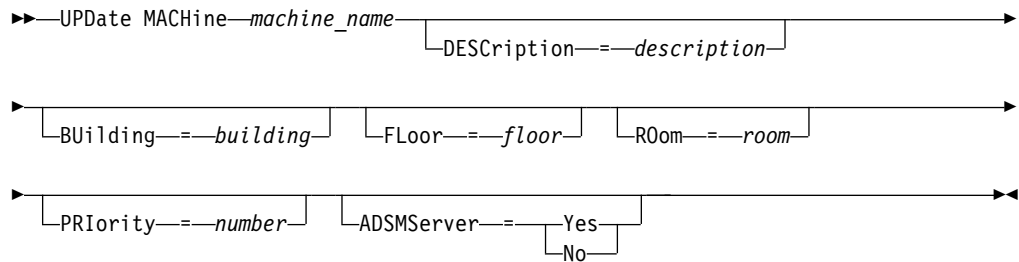 UPDate MACHine machine_name
DESCription = description
BUilding = building FLoor = floor ROom = room
PRIority = number ADSMServer = Yes
No